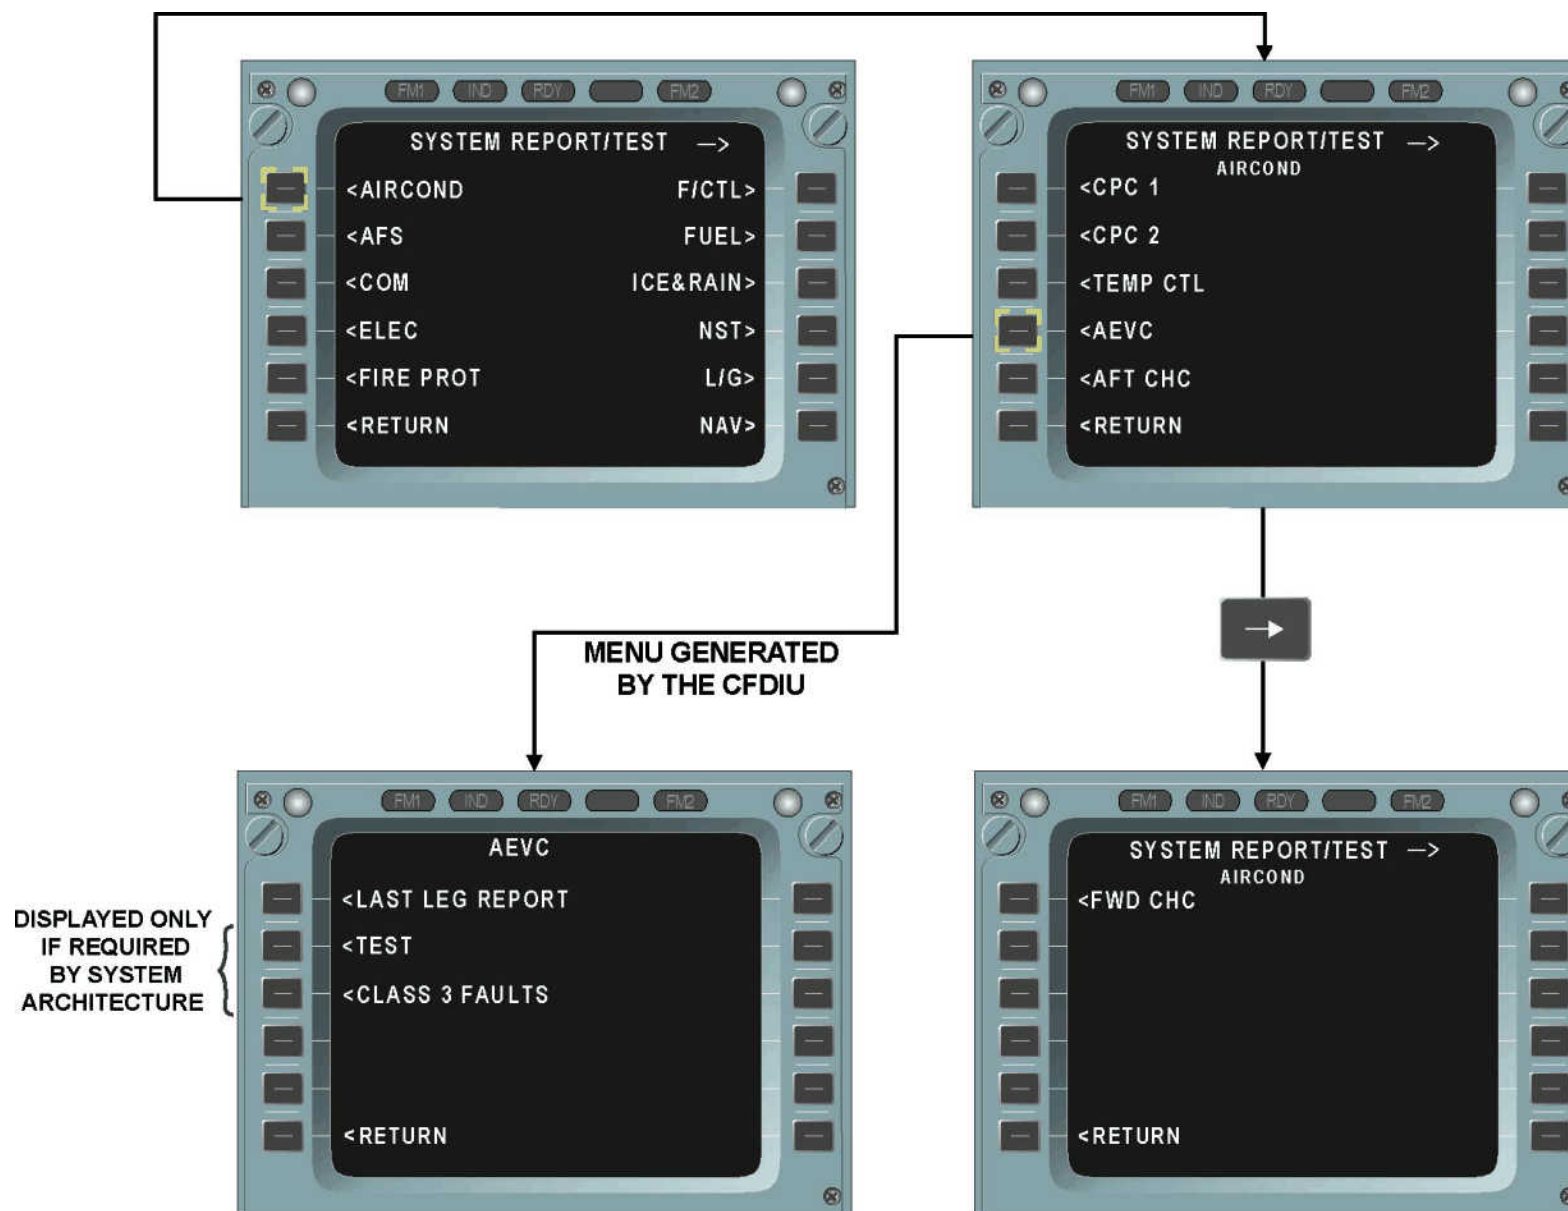 FM1 IND RDY FM2
SYSTEM REPORT/TEST —>
<AIRCOND F/CTL>
<AFS FUEL>
<COM ICE&RAIN>
<ELEC NST>
<FIRE PROT L/G>
<RETURN NAV>
FM1 IND RDY FM2
SYSTEM REPORT/TEST —>
AIRCOND
<CPC 1
<CPC 2
<TEMP CTL
<AEVC
<AFT CHC
<RETURN
MENU GENERATED
BY THE CFDIU
FM1 IND RDY FM2
AEVC
<LAST LEG REPORT
<TEST
<CLASS 3 FAULTS
<RETURN
DISPLAYED ONLY
IF REQUIRED
BY SYSTEM
ARCHITECTURE
FM1 IND RDY FM2
SYSTEM REPORT/TEST —>
AIRCOND
<FWD CHC
<RETURN